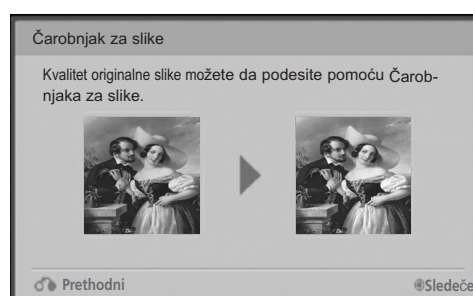 Čarobnjak za slike
Kvalitet originalne slike možete da podesite pomoću Čarob-
njaka za slike.
Prethodni
Sledeće